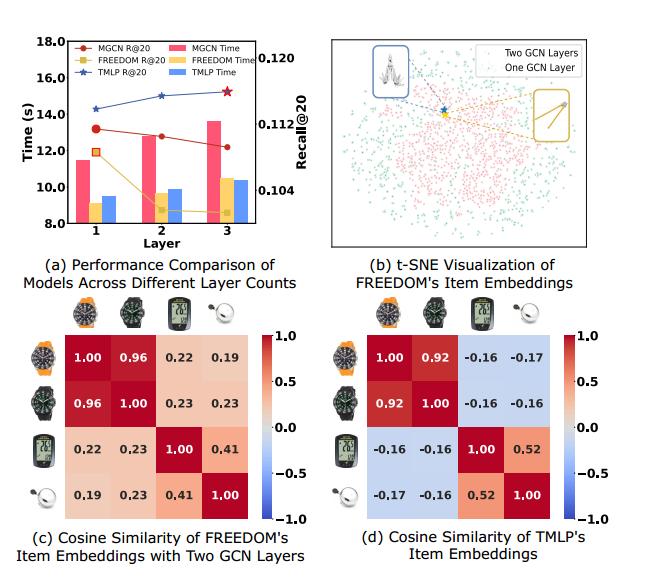 18.0
16.0
14.0
12.0
10.0
8.0
Time (s)
MGCN R@20
FREEDOM R@20
TMLP R@20
MGCN Time
FREEDOM Time
TMLP Time
0.120
0.112
0.104
Recall@20
1 2 3
Layer
(a) Performance Comparison of
Models Across Different Layer Counts
Two GCN Layers
One GCN Layer
(b) t-SNE Visualization of
FREEDOM's Item Embeddings
1.00 0.96 0.22 0.19
0.96 1.00 0.23 0.23
0.22 0.23 1.00 0.41
0.19 0.23 0.41 1.00
1.0
0.5
0.0
−0.5
−1.0
(c) Cosine Similarity of FREEDOM's
Item Embeddings with Two GCN Layers
1.00 0.92 -0.16 -0.17
0.92 1.00 -0.16 -0.16
-0.16 -0.16 1.00 0.52
-0.17 -0.16 0.52 1.00
1.0
0.5
0.0
−0.5
−1.0
(d) Cosine Similarity of TMLP's
Item Embeddings